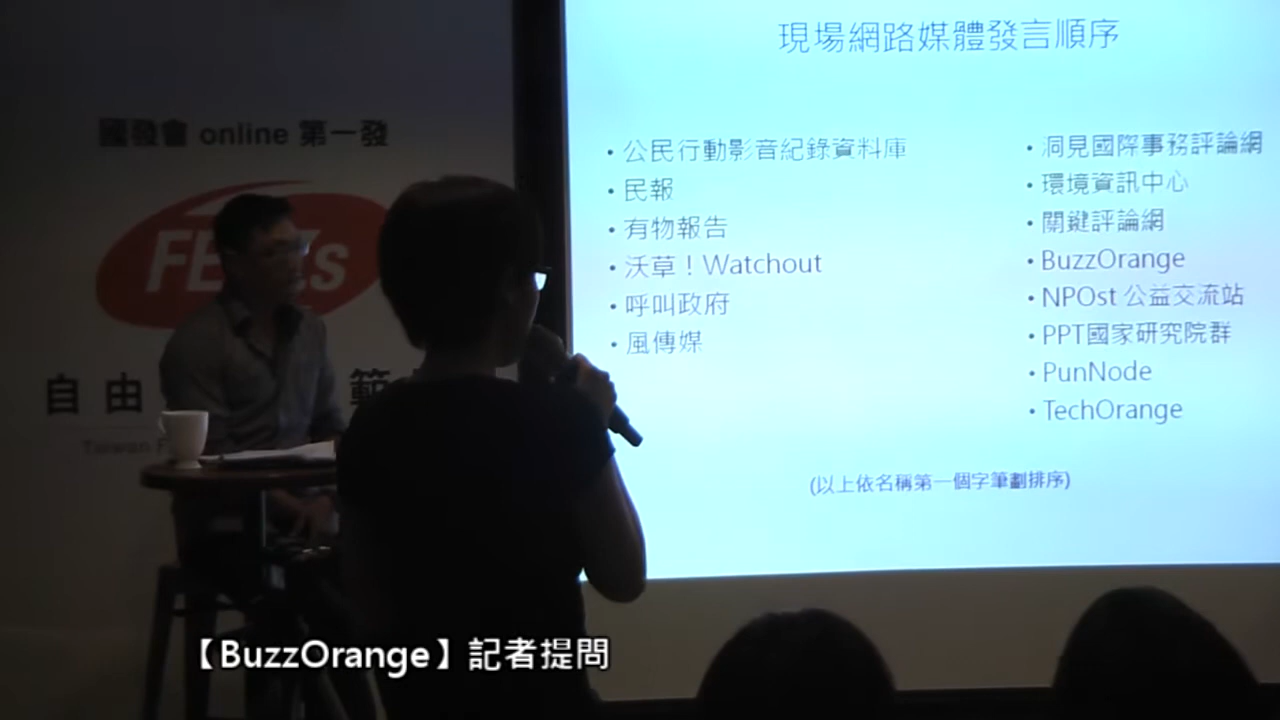 現場網路媒體發言順序
• 公民行動影音紀錄資料庫
• 民報
• 有物報告
• 沃草！Watchout
• 呼叫政府
• 風傳媒
• 洞見國際事務評論網
• 環境資訊中心
• 關鍵評論網
• BuzzOrange
• NPOst 公益交流站
• PPT國家研究院群
• PunNode
• TechOrange
(以上依名稱第一個字筆劃排序)
國發會 online 第一發
自由
範
Taiwan
【BuzzOrange】記者提問